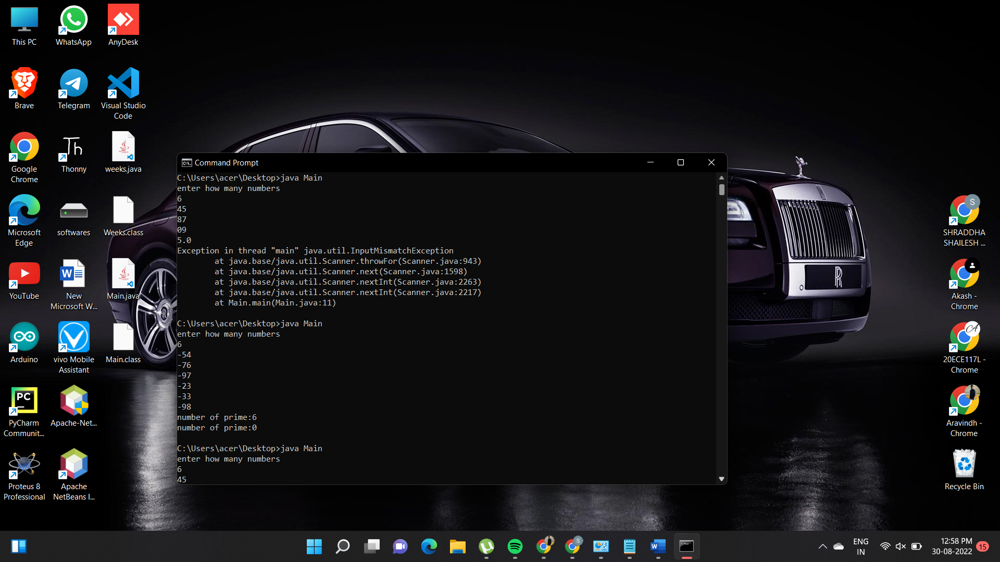 This PC
WhatsApp
AnyDesk
Brave
Telegram
Visual Studio
Code
Google
Chrome
Th
Thonny
weeks.java
Microsoft
Edge
softwares
Weeks.class
YouTube
W
New
Microsoft W...
Main.java
Arduino
vivo Mobile
Assistant
Main.class
PC
PyCharm
Communit...
Apache-Net...
Proteus 8
Professional
Apache
NetBeans I...
Command Prompt
C:\Users\acer\Desktop>java Main
enter how many numbers
6
45
87
09
5.0
Exception in thread "main" java.util.InputMismatchException
at java.base/java.util.Scanner.throwFor(Scanner.java:943)
at java.base/java.util.Scanner.next(Scanner.java:1598)
at java.base/java.util.Scanner.nextInt(Scanner.java:2263)
at java.base/java.util.Scanner.nextInt(Scanner.java:2217)
at Main.main(Main.java:11)
C:\Users\acer\Desktop>java Main
enter how many numbers
6
-54
-76
-97
-23
-33
-98
number of prime:6
number of prime:0
C:\Users\acer\Desktop>java Main
enter how many numbers
6
45
S
SHRADDHA
SHAILESH ...
Akash -
Chrome
A
20ECE117L -
Chrome
Aravindh -
Chrome
Recycle Bin
S
W
ENG
IN
12:58 PM
30-08-2022
15